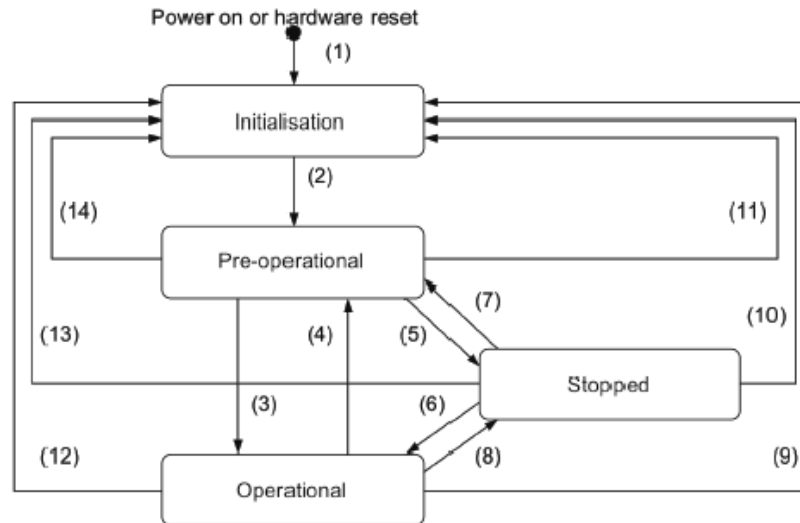 Power on or hardware reset
(1)
Initialisation
(2)
(14)
(11)
Pre-operational
(7)
(13)
(4)
(5)
(10)
Stopped
(3)
(6)
(12)
(8)
(9)
Operational